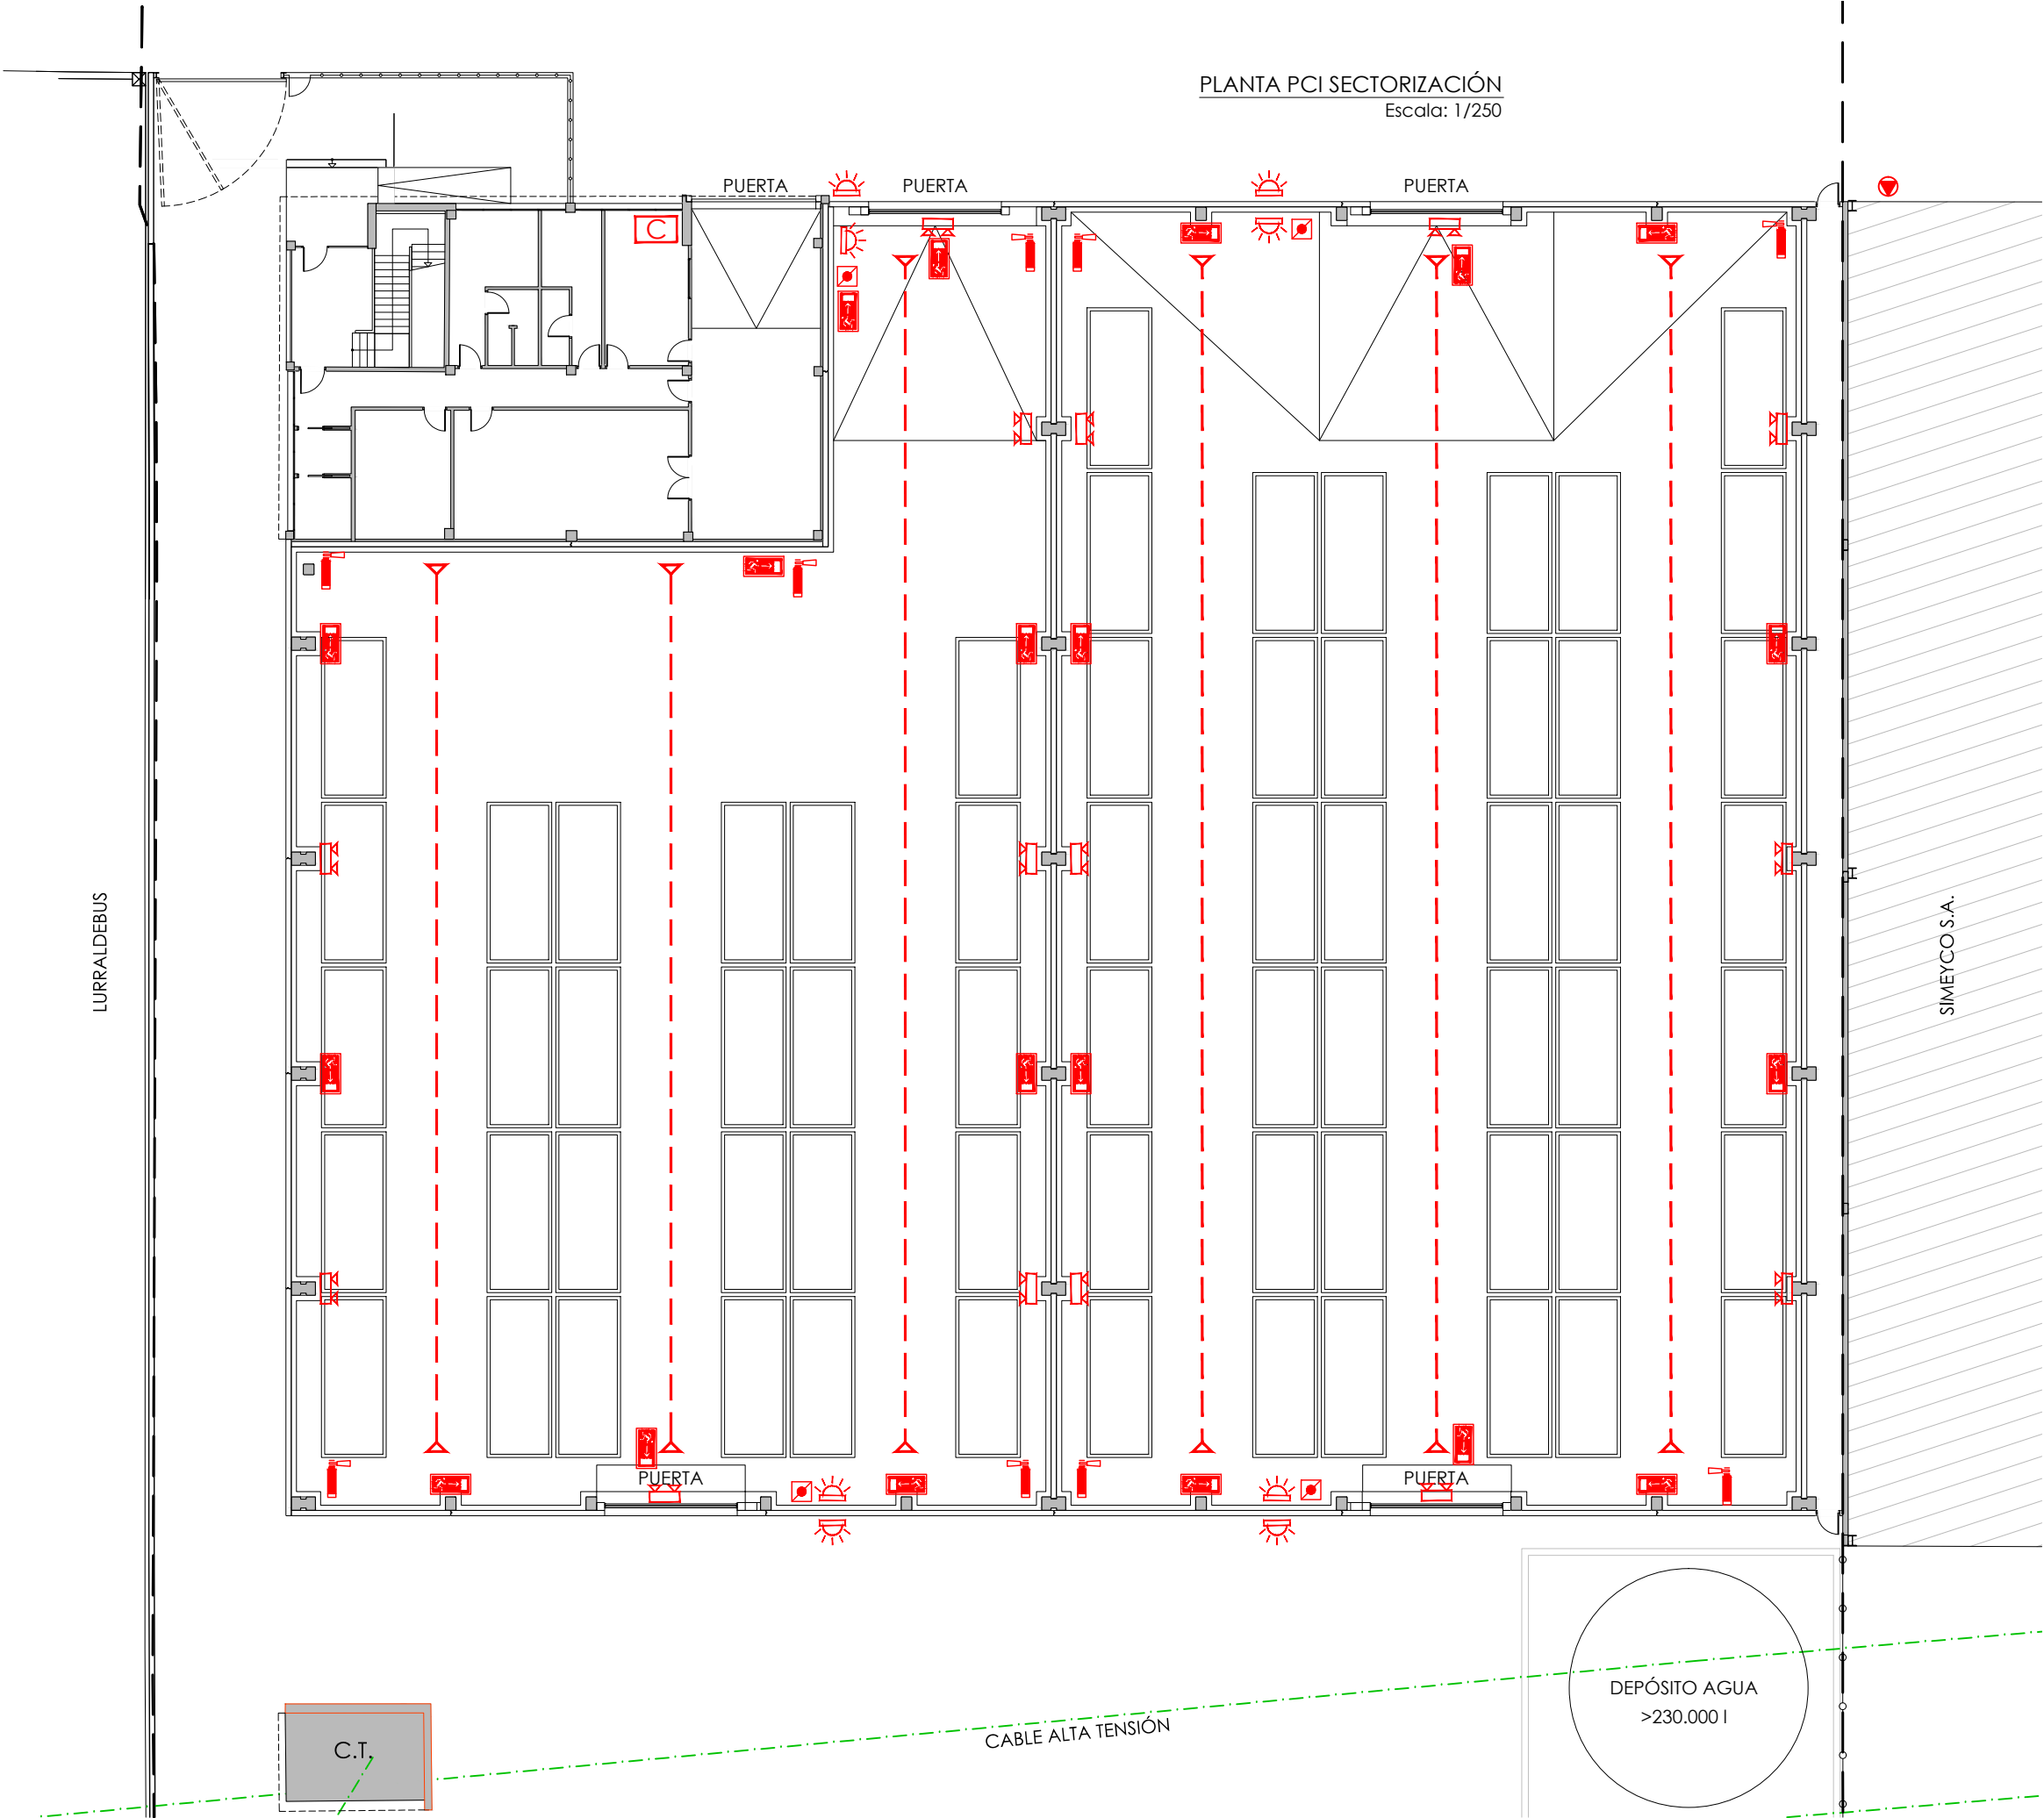 PLANTA PCI SECTORIZACIÓN
Escala: 1/250
PUERTA
PUERTA
PUERTA
C
LURRALDEBUS
SIMEYCO S.A.
PUERTA
PUERTA
DEPÓSITO AGUA
>230.000 l
CABLE ALTA TENSIÓN
C.T.